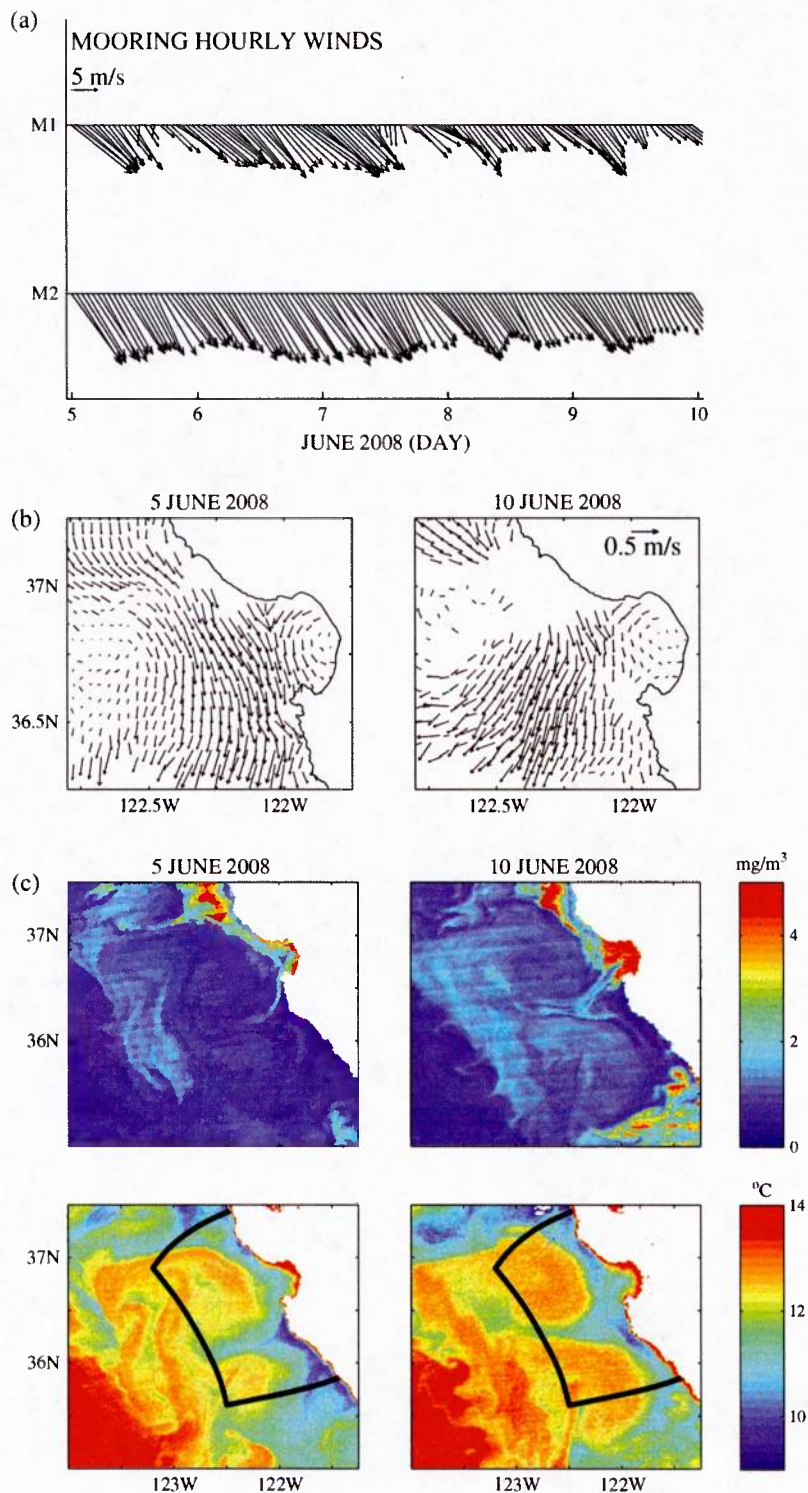 (a)
MOORING HOURLY WINDS
5 m/s
M1
M2
5 6 7 8 9 10
JUNE 2008 (DAY)
(b)
5 JUNE 2008
10 JUNE 2008
0.5 m/s
37N
36.5N
122.5W 122W
122.5W 122W
(c)
5 JUNE 2008
10 JUNE 2008
mg/m³
37N
36N
4
2
0
°C
37N
36N
14
12
10
123W 122W
123W 122W